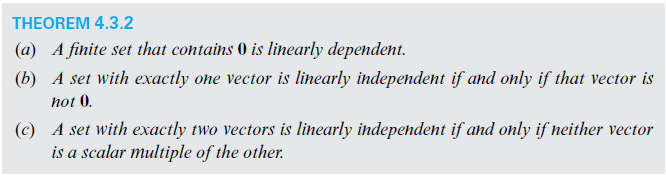 THEOREM 4.3.2
(a) A finite set that contains 0 is linearly dependent.
(b) A set with exactly one vector is linearly independent if and only if that vector is
not 0.
(c) A set with exactly two vectors is linearly independent if and only if neither vector
is a scalar multiple of the other.